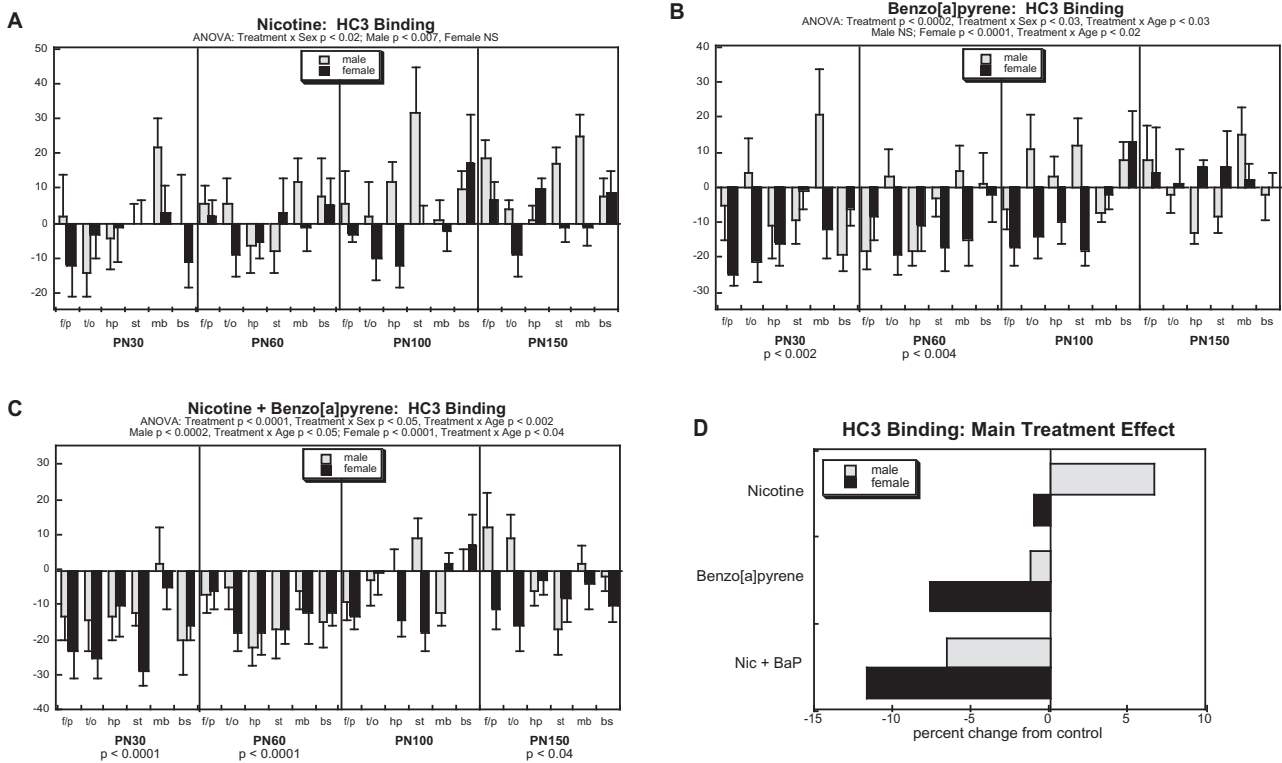 A
Nicotine: HC3 Binding
ANOVA: Treatment x Sex p < 0.02; Male p < 0.007, Female NS
male
female
50
40
30
20
10
0
-10
-20
f/p t/o hp st mb bs f/p t/o hp st mb bs f/p t/o hp st mb bs f/p t/o hp st mb bs
PN30 PN60 PN100 PN150
B
Benzo[a]pyrene: HC3 Binding
ANOVA: Treatment p < 0.0002, Treatment x Sex p < 0.03, Treatment x Age p < 0.03
Male NS; Female p < 0.0001, Treatment x Age p < 0.02
male
female
40
30
20
10
0
-10
-20
-30
f/p t/o hp st mb bs f/p t/o hp st mb bs f/p t/o hp st mb bs f/p t/o hp st mb bs
PN30 PN60 PN100 PN150
p < 0.002 p < 0.004
C
Nicotine + Benzo[a]pyrene: HC3 Binding
ANOVA: Treatment p < 0.0001, Treatment x Sex p < 0.05, Treatment x Age p < 0.002
Male p < 0.0002, Treatment x Age p < 0.05; Female p < 0.0001, Treatment x Age p < 0.04
male
female
30
20
10
0
-10
-20
-30
-40
f/p t/o hp st mb bs f/p t/o hp st mb bs f/p t/o hp st mb bs f/p t/o hp st mb bs
PN30 PN60 PN100 PN150
p < 0.0001 p < 0.0001 p < 0.04
D
HC3 Binding: Main Treatment Effect
male
female
Nicotine
Benzo[a]pyrene
Nic + BaP
-15 -10 -5 0 5 10
percent change from control